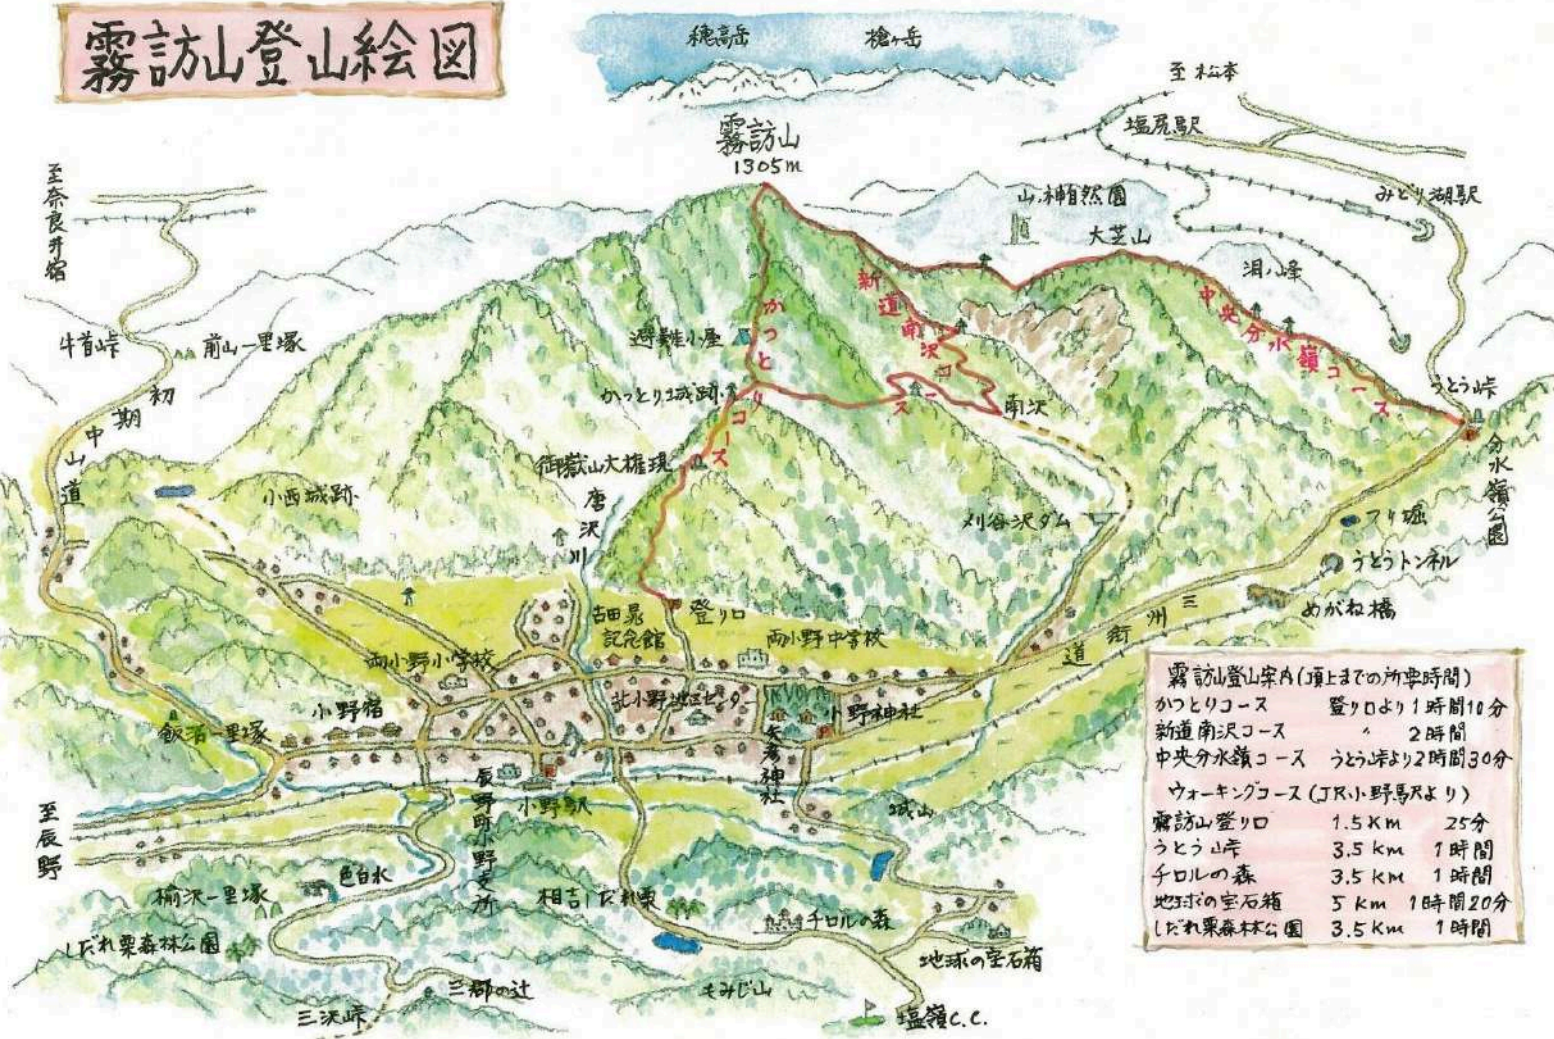 霧訪山登山絵図
穂高岳
槍ヶ岳
至松本
塩尻駅
霧訪山
1305m
至奈良井宿
みどり湖駅
山ノ神自然園
大芝山
洞ノ峰
新道南沢コース
かっとりコース
中央分水嶺コース
避難小屋
牛首峠
前山一里塚
初期中山道
かっとり城跡
南沢
うとう峠
分水嶺公園
御嶽山大権現
小西城跡
唐沢川
刈谷沢ダム
つり堀
うとうトンネル
めがね橋
三州街道
古田晁
記念館
登り口
両小野中学校
両小野小学校
北小野地区センター
小野宿
小野神社
矢彦神社
飯沼一里塚
辰野町小野支所
小野駅
至辰野
城山
色白水
楡沢一里塚
相吉しだれ栗
チロルの森
しだれ栗森林公園
地球の宝石箱
三郷の辻
もみじ山
三沢峠
塩嶺C.C.
霧訪山登山案内(頂上までの所要時間)
かっとりコース 登り口より1時間10分
新道南沢コース 〃 2時間
中央分水嶺コース うとう峠より2時間30分
ウォーキングコース(JR小野駅より)
霧訪山登り口 1.5Km 25分
うとう峠 3.5Km 1時間
チロルの森 3.5Km 1時間
地球の宝石箱 5Km 1時間20分
しだれ栗森林公園 3.5Km 1時間